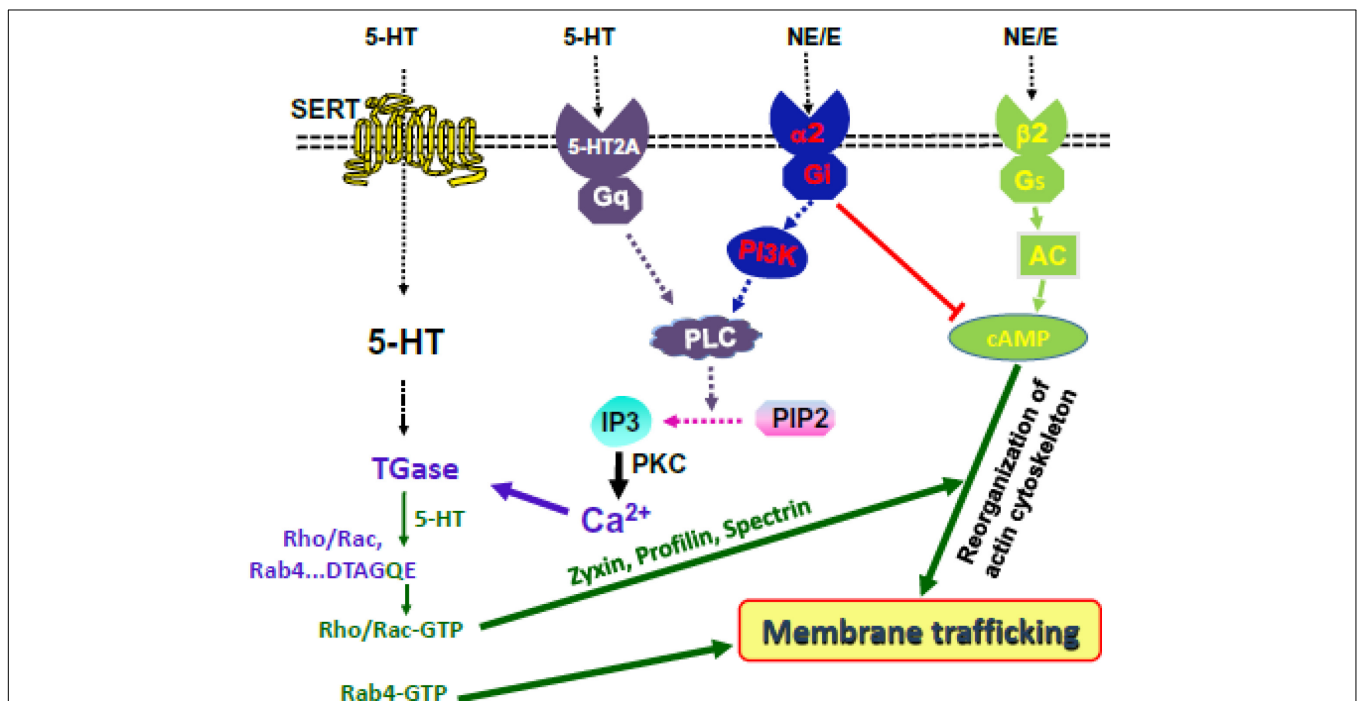 5-HT
5-HT
NE/E
NE/E
SERT
5-HT2A
α2
β2
Gq
Gi
Gs
PI3K
AC
5-HT
PLC
cAMP
IP3
PIP2
PKC
TGase
Ca2+
5-HT
Rho/Rac,
Rab4...DTAGQE
Zyxin, Profilin, Spectrin
Reorganization of
actin cytoskeleton
Rho/Rac-GTP
Membrane trafficking
Rab4-GTP